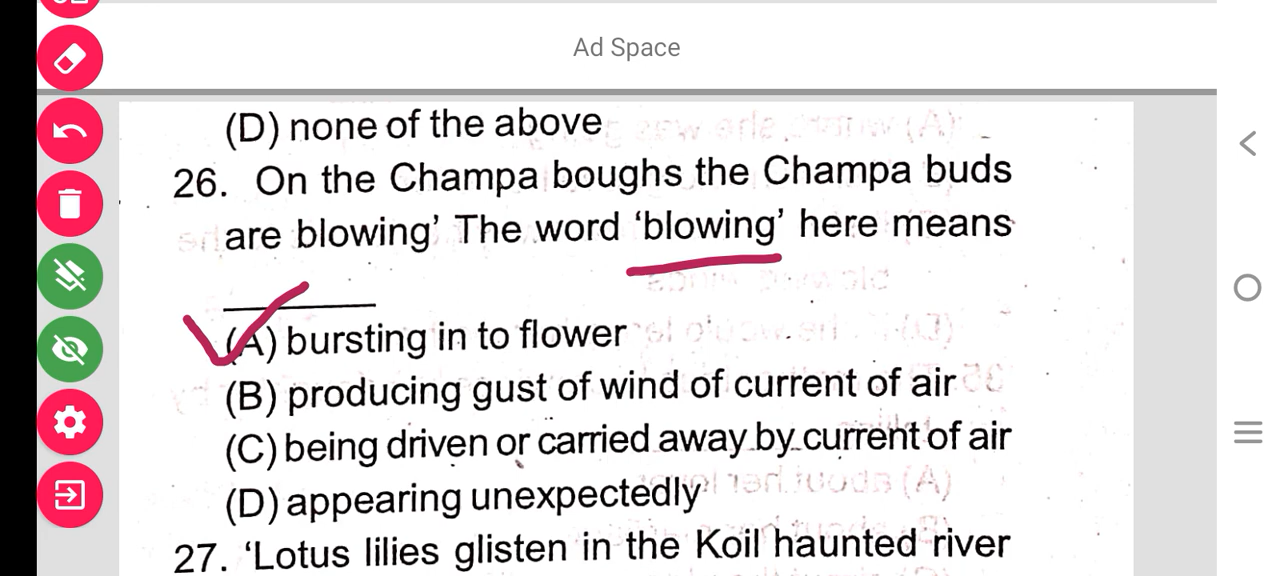 Ad Space
(D) none of the above
26. On the Champa boughs the Champa buds
are blowing' The word 'blowing' here means
(A) bursting in to flower
(B) producing gust of wind of current of air
(C) being driven or carried away by current of air
(D) appearing unexpectedly
27. 'Lotus lilies glisten in the Koil haunted river